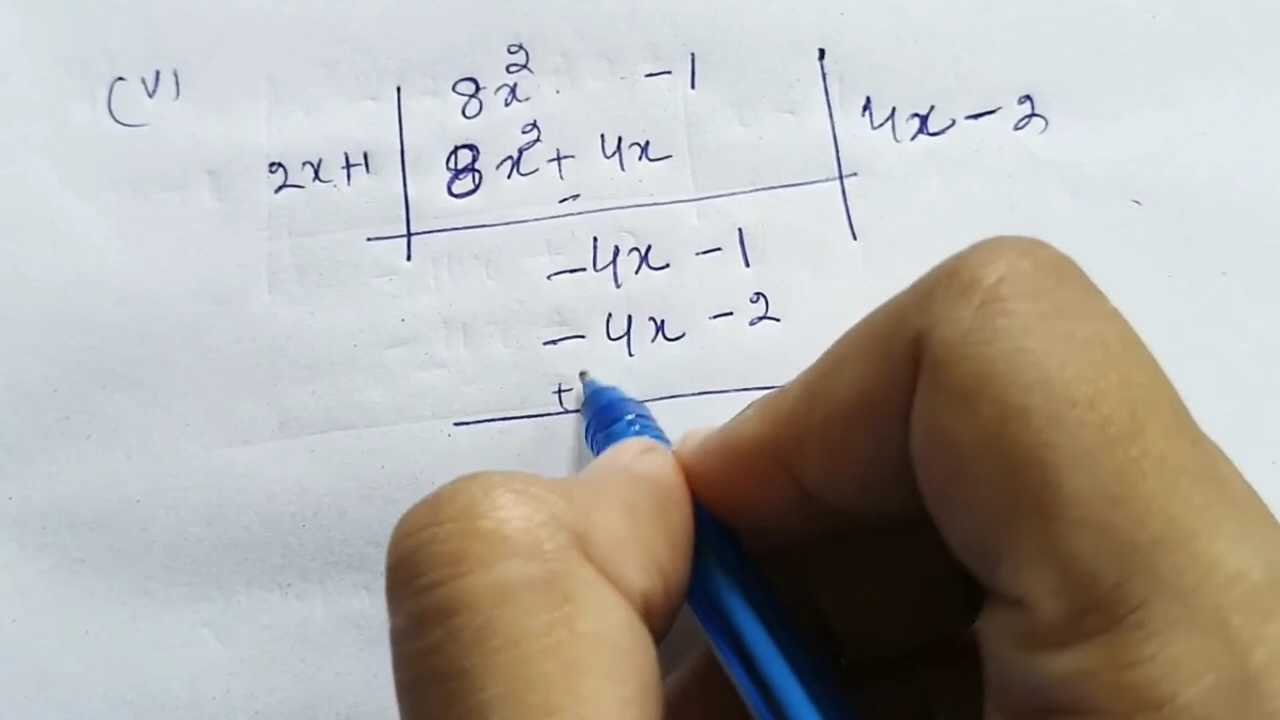 (V)
8x² - 1
2x+1 | 8x² + 4x | 4x - 2
-
-4x - 1
-4x - 2
+